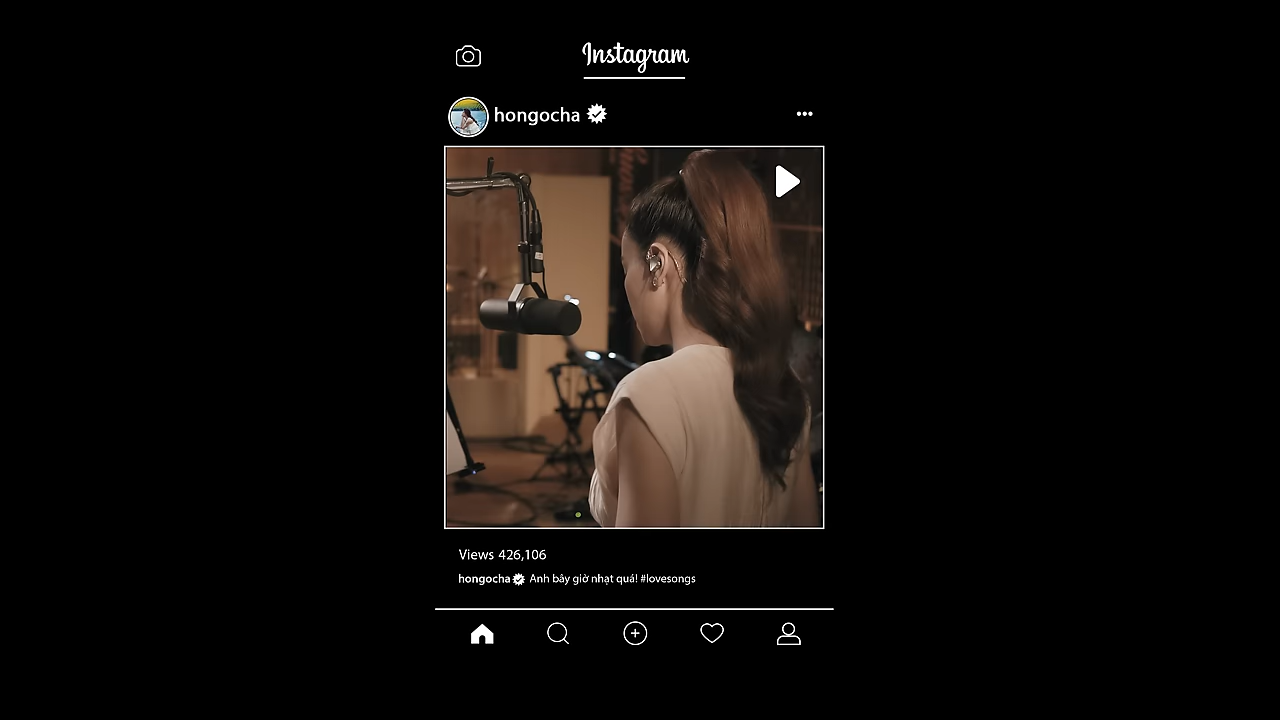 Instagram
hongocha
Views 426,106
hongocha Anh bây giờ nhạt quá! #lovesongs